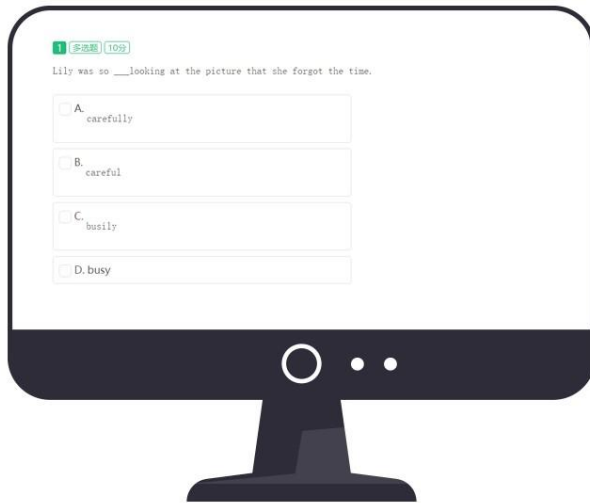 1 多选题 10分
Lily was so ___looking at the picture that she forgot the time.
A.
carefully
B.
careful
C.
busily
D. busy